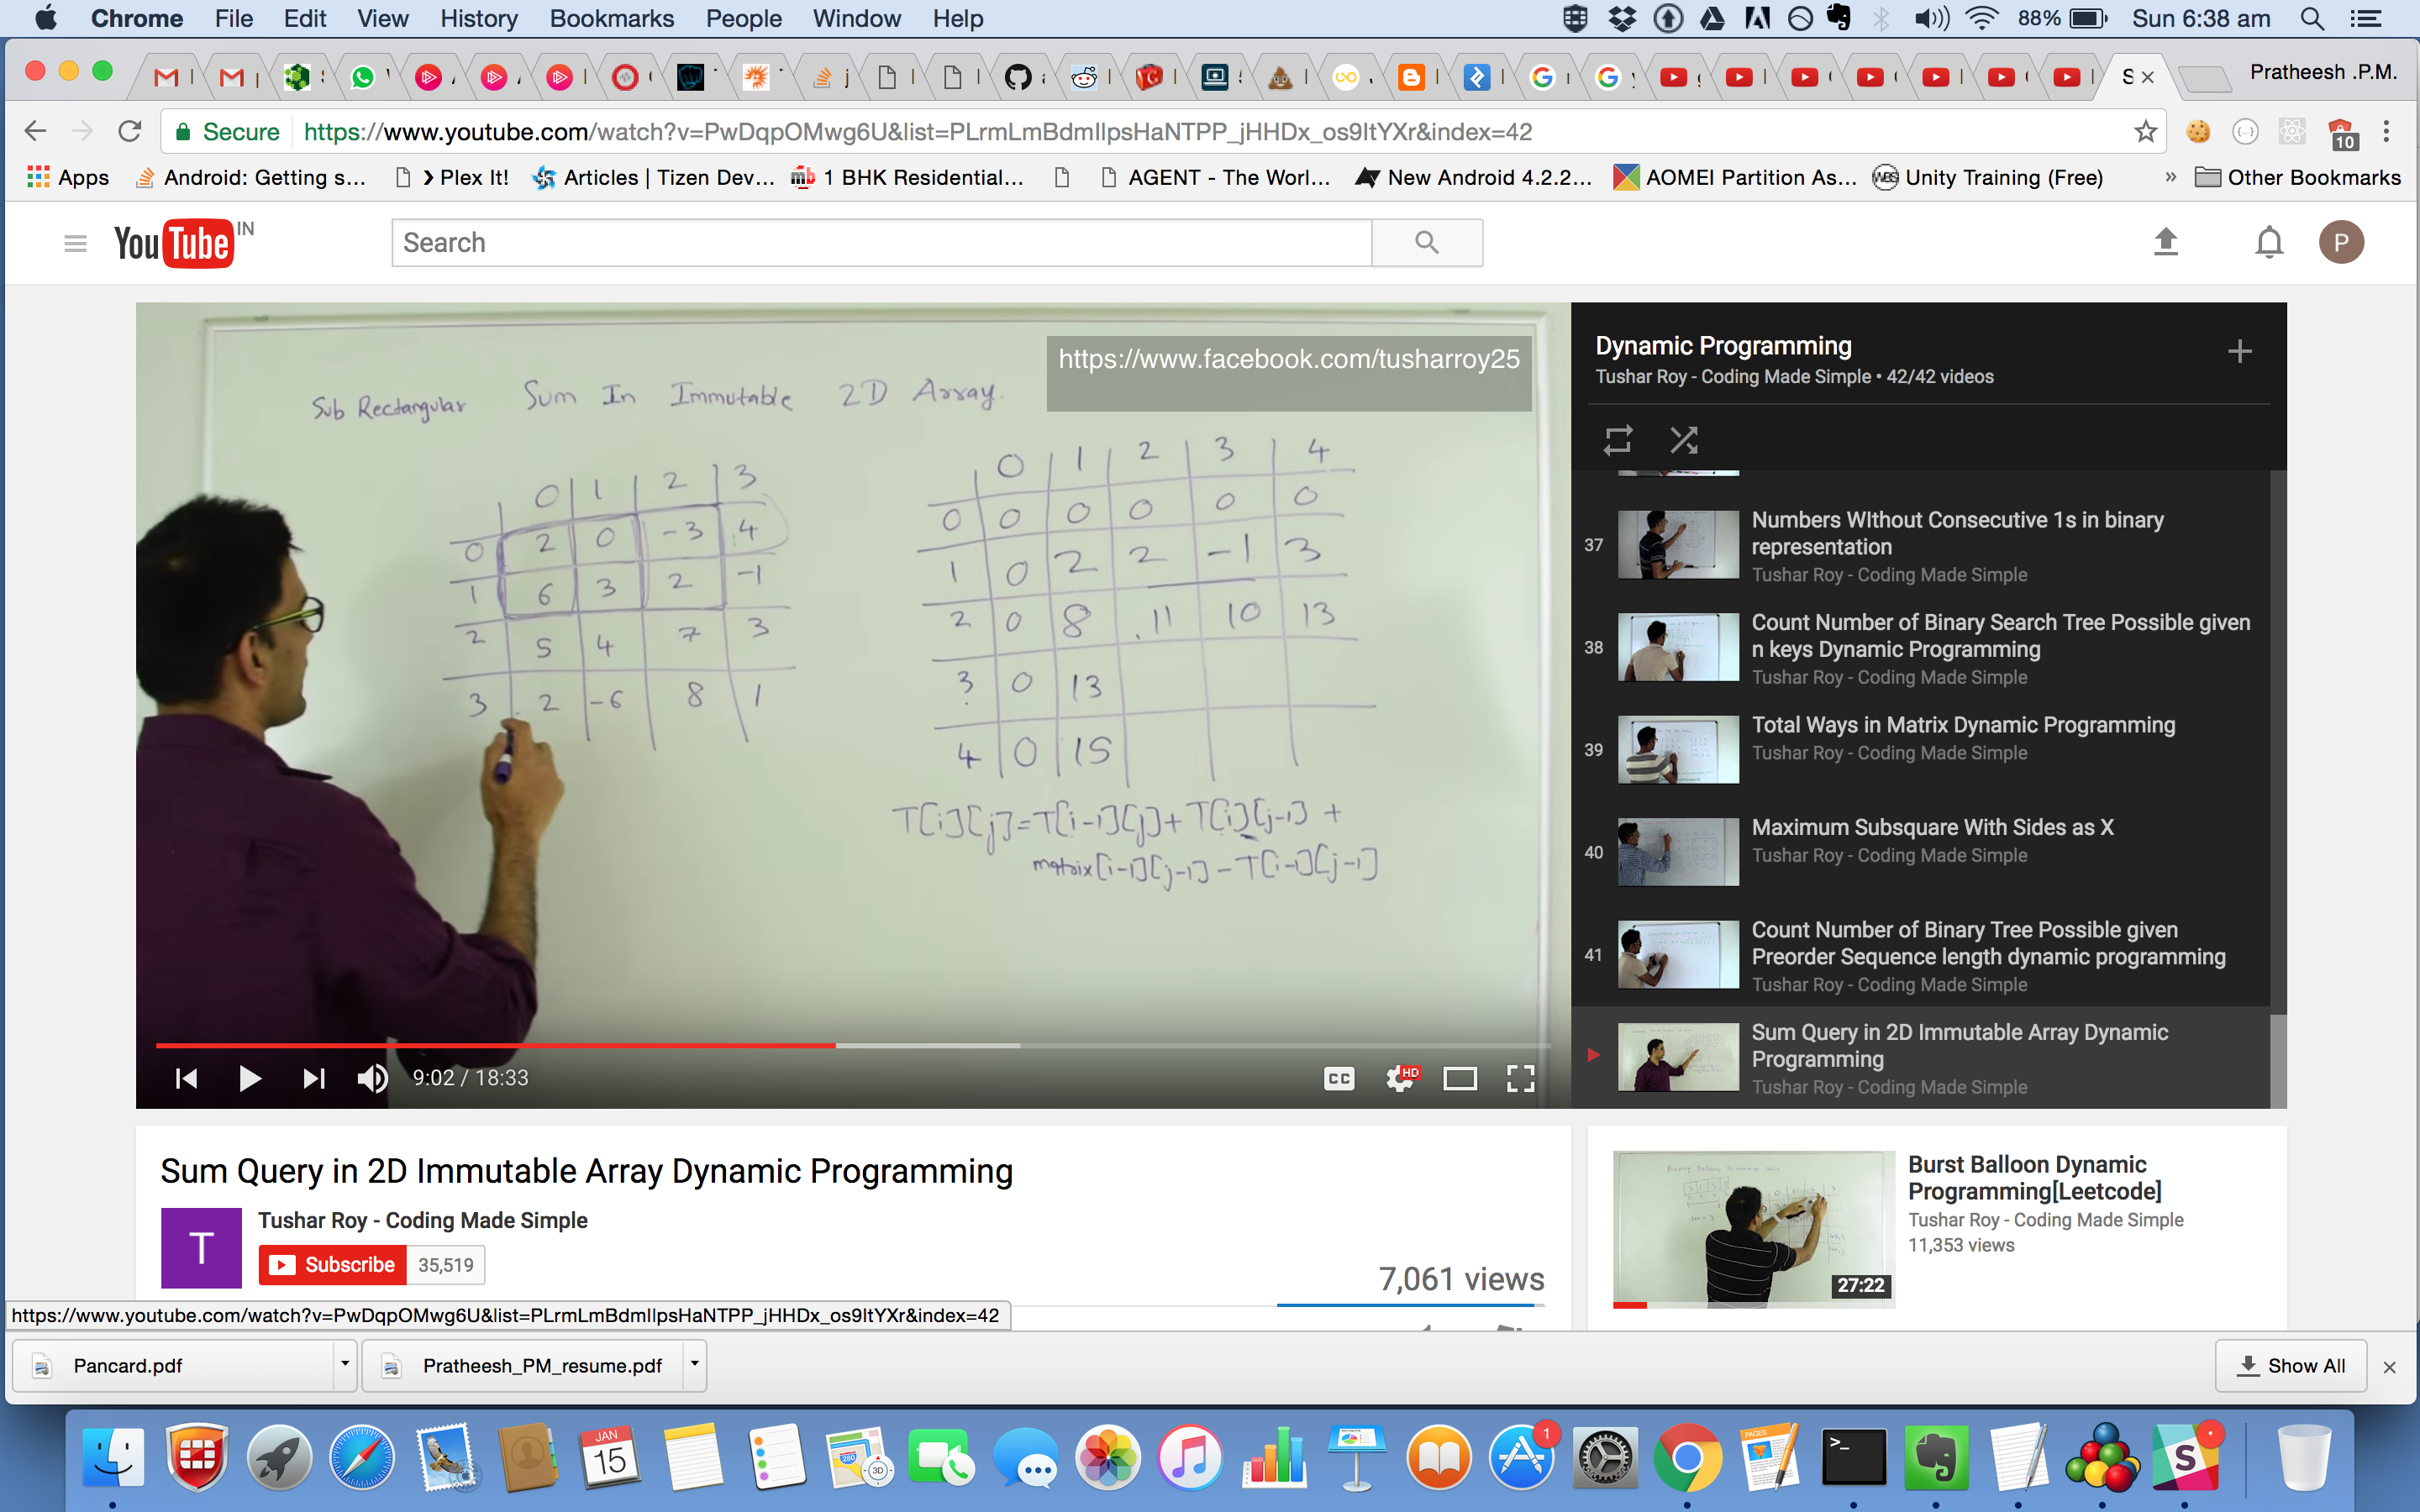 Chrome File Edit View History Bookmarks People Window Help 88% Sun 6:38 am
Pratheesh .P.M.
Secure https://www.youtube.com/watch?v=PwDqpOMwg6U&list=PLrmLmBdmIlpsHaNTPP_jHHDx_os9ItYXr&index=42 10
Apps Android: Getting s... Plex It! Articles | Tizen Dev... 1 BHK Residential... AGENT - The Worl... New Android 4.2.2... AOMEI Partition As... Unity Training (Free) » Other Bookmarks
YouTube IN Search P
https://www.facebook.com/tusharroy25
Sub Rectangular Sum In Immutable 2D Array.
0 1 2 3
0 2 0 -3 4
1 6 3 2 -1
2 5 4 7 3
3 2 -6 8 1
0 1 2 3 4
0 0 0 0 0 0
1 0 2 2 -1 3
2 0 8 11 10 13
3 0 13
4 0 15
T[i][j]=T[i-1][j]+T[i][j-1] +
matrix[i-1][j-1] - T[i-1][j-1]
9:02 / 18:33 CC HD
Dynamic Programming
Tushar Roy - Coding Made Simple • 42/42 videos
37 Numbers WIthout Consecutive 1s in binary
representation
Tushar Roy - Coding Made Simple
38 Count Number of Binary Search Tree Possible given
n keys Dynamic Programming
Tushar Roy - Coding Made Simple
39 Total Ways in Matrix Dynamic Programming
Tushar Roy - Coding Made Simple
40 Maximum Subsquare With Sides as X
Tushar Roy - Coding Made Simple
41 Count Number of Binary Tree Possible given
Preorder Sequence length dynamic programming
Tushar Roy - Coding Made Simple
Sum Query in 2D Immutable Array Dynamic
Programming
Tushar Roy - Coding Made Simple
Sum Query in 2D Immutable Array Dynamic Programming
T Tushar Roy - Coding Made Simple
Subscribe 35,519
7,061 views
Burst Balloon Dynamic
Programming[Leetcode]
Tushar Roy - Coding Made Simple
11,353 views
27:22
https://www.youtube.com/watch?v=PwDqpOMwg6U&list=PLrmLmBdmIlpsHaNTPP_jHHDx_os9ItYXr&index=42
Pancard.pdf Pratheesh_PM_resume.pdf Show All
JAN
15
3D
1
PAGES
>_
S